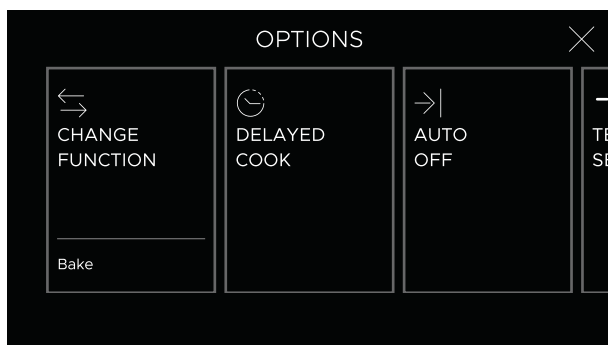 OPTIONS
CHANGE
FUNCTION
Bake
DELAYED
COOK
AUTO
OFF